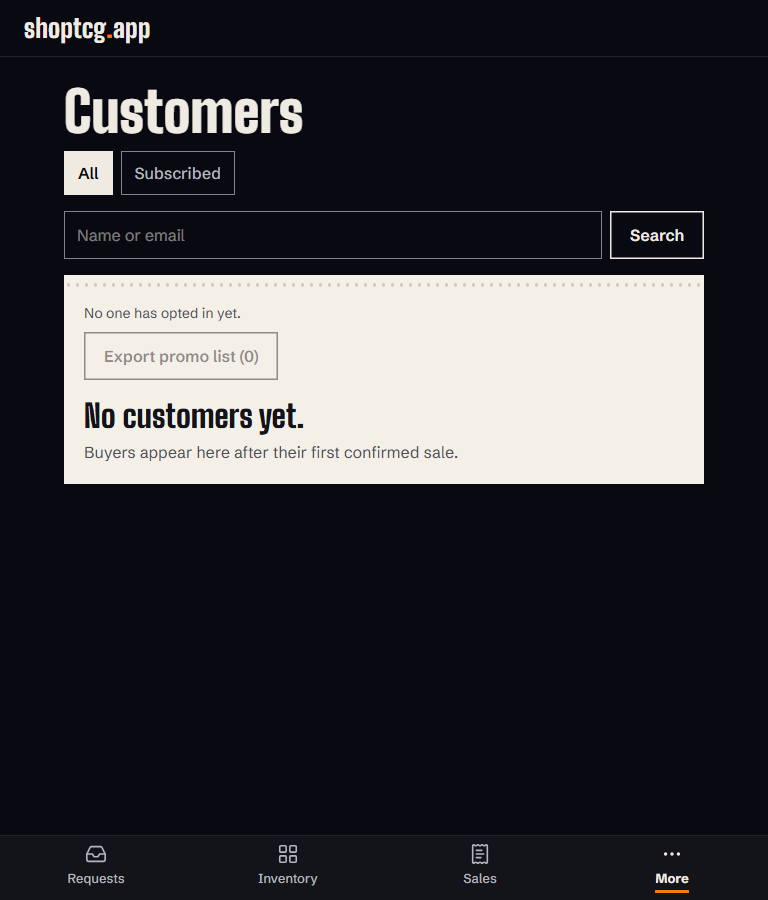 shoptcg.app
Customers
All
Subscribed
Name or email
Search
No one has opted in yet.
Export promo list (0)
No customers yet.
Buyers appear here after their first confirmed sale.
Requests
Inventory
Sales
More